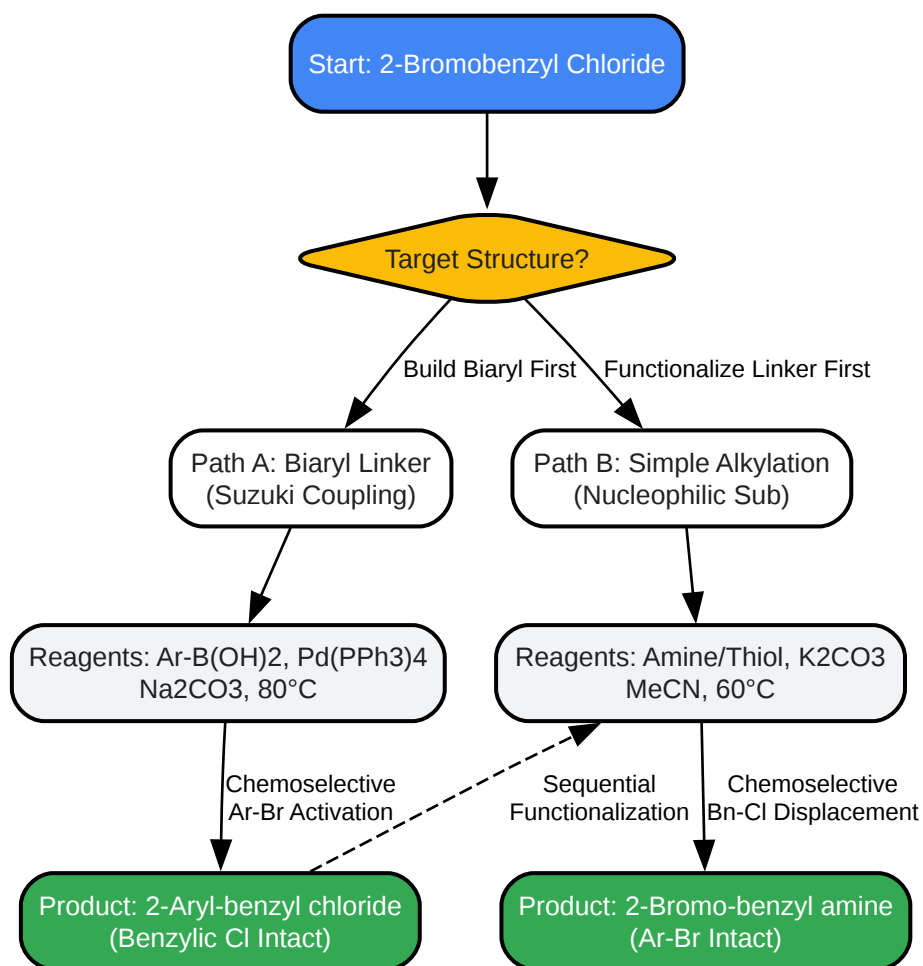 Start: 2-Bromobenzyl Chloride
Target Structure?
Build Biaryl First
Functionalize Linker First
Path A: Biaryl Linker
(Suzuki Coupling)
Path B: Simple Alkylation
(Nucleophilic Sub)
Reagents: Ar-B(OH)2, Pd(PPh3)4
Na2CO3, 80°C
Reagents: Amine/Thiol, K2CO3
MeCN, 60°C
Chemoselective
Ar-Br Activation
Sequential
Functionalization
Chemoselective
Bn-Cl Displacement
Product: 2-Aryl-benzyl chloride
(Benzylic Cl Intact)
Product: 2-Bromo-benzyl amine
(Ar-Br Intact)